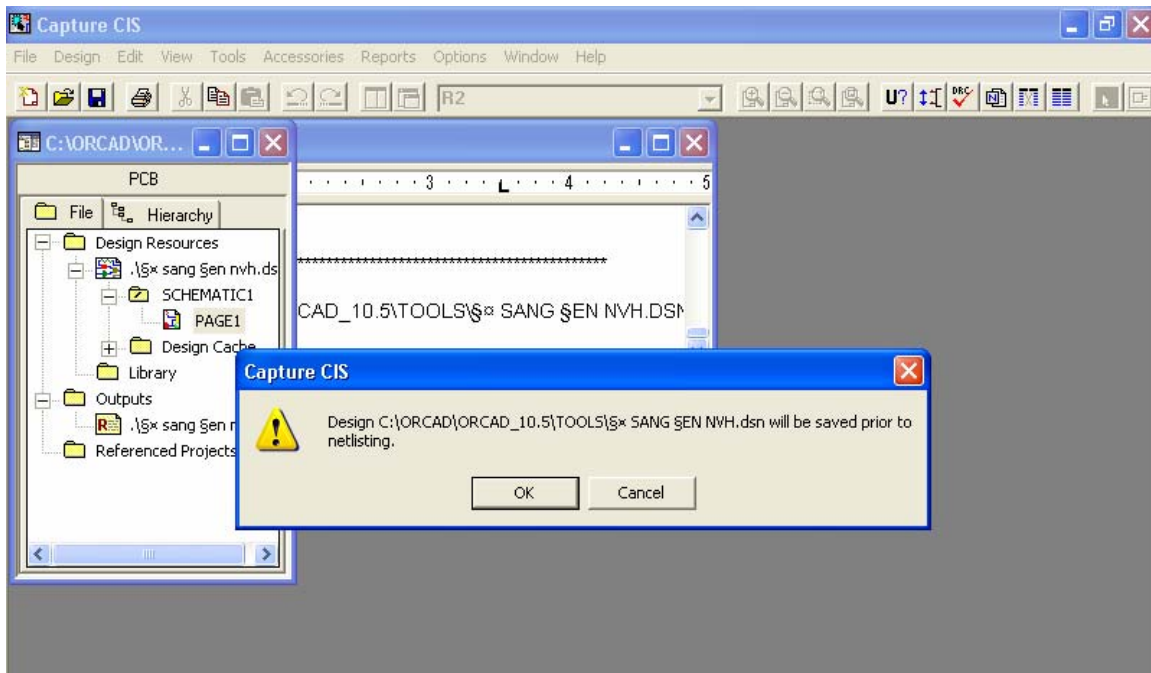 Capture CIS
File Design Edit View Tools Accessories Reports Options Window Help
R2
U?
DRC
C:\ORCAD\OR...
PCB
3 4 5
File Hierarchy
Design Resources
.\§× sang §en nvh.ds
SCHEMATIC1
PAGE1
Design Cache
Library
Outputs
.\§× sang §en r
Referenced Projects
*******************************************
CAD_10.5\TOOLS\§¤ SANG §EN NVH.DSN
Capture CIS
Design C:\ORCAD\ORCAD_10.5\TOOLS\§× SANG §EN NVH.dsn will be saved prior to
netlisting.
OK Cancel